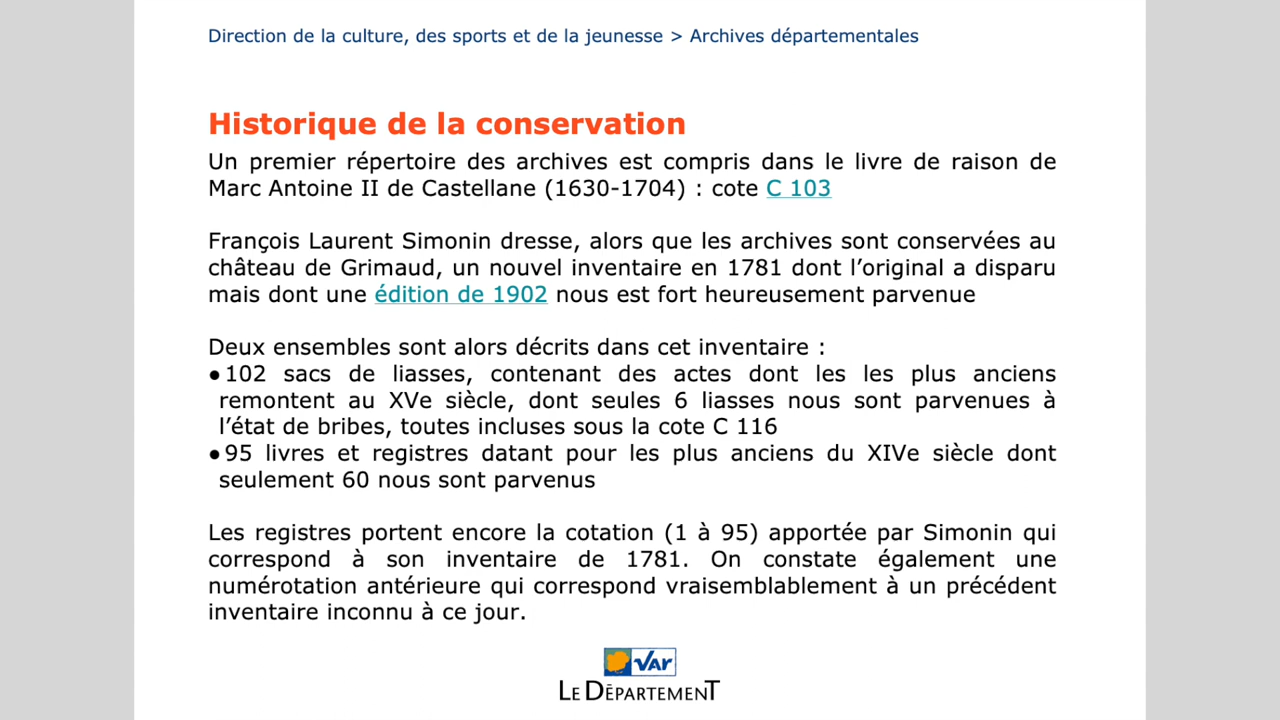 Direction de la culture, des sports et de la jeunesse > Archives départementales
Historique de la conservation
Un premier répertoire des archives est compris dans le livre de raison de
Marc Antoine II de Castellane (1630-1704) : cote C 103
François Laurent Simonin dresse, alors que les archives sont conservées au
château de Grimaud, un nouvel inventaire en 1781 dont l’original a disparu
mais dont une édition de 1902 nous est fort heureusement parvenue
Deux ensembles sont alors décrits dans cet inventaire :
●102 sacs de liasses, contenant des actes dont les les plus anciens
remontent au XVe siècle, dont seules 6 liasses nous sont parvenues à
l’état de bribes, toutes incluses sous la cote C 116
●95 livres et registres datant pour les plus anciens du XIVe siècle dont
seulement 60 nous sont parvenus
Les registres portent encore la cotation (1 à 95) apportée par Simonin qui
correspond à son inventaire de 1781. On constate également une
numérotation antérieure qui correspond vraisemblablement à un précédent
inventaire inconnu à ce jour.
VAR
LE DÉPARTEMENT